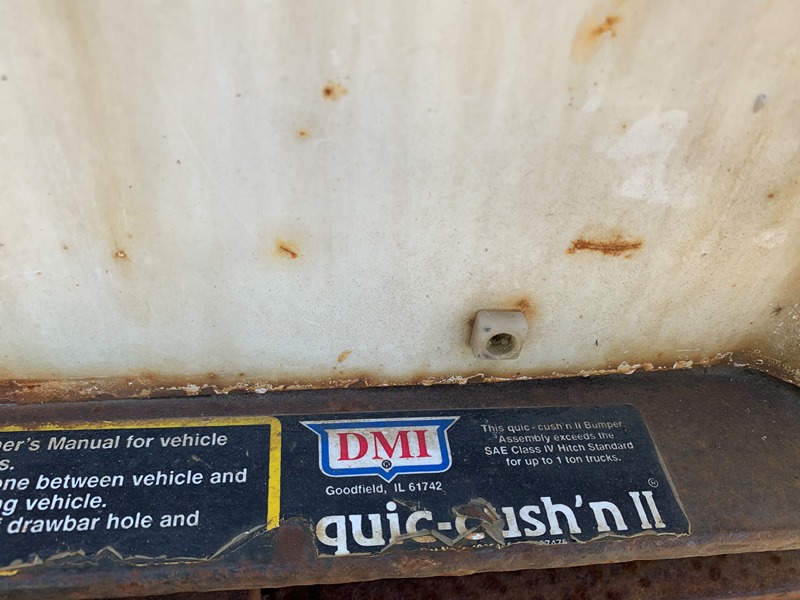 er's Manual for vehicle
s.
one between vehicle and
ng vehicle.
f drawbar hole and
DMI
®
Goodfield, IL 61742
This quic-cush'n II Bumper
Assembly exceeds the
SAE Class IV Hitch Standard
for up to 1 ton trucks.
quic-cush'n II ®